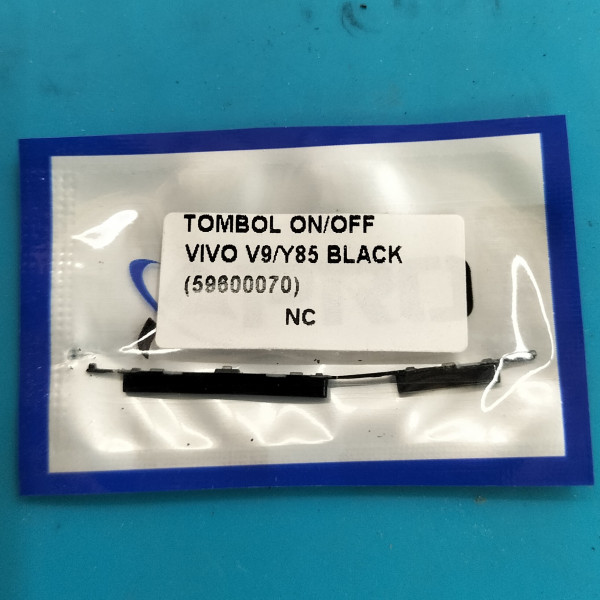 TOMBOL ON/OFF
VIVO V9/Y85 BLACK
(59600070)
NC